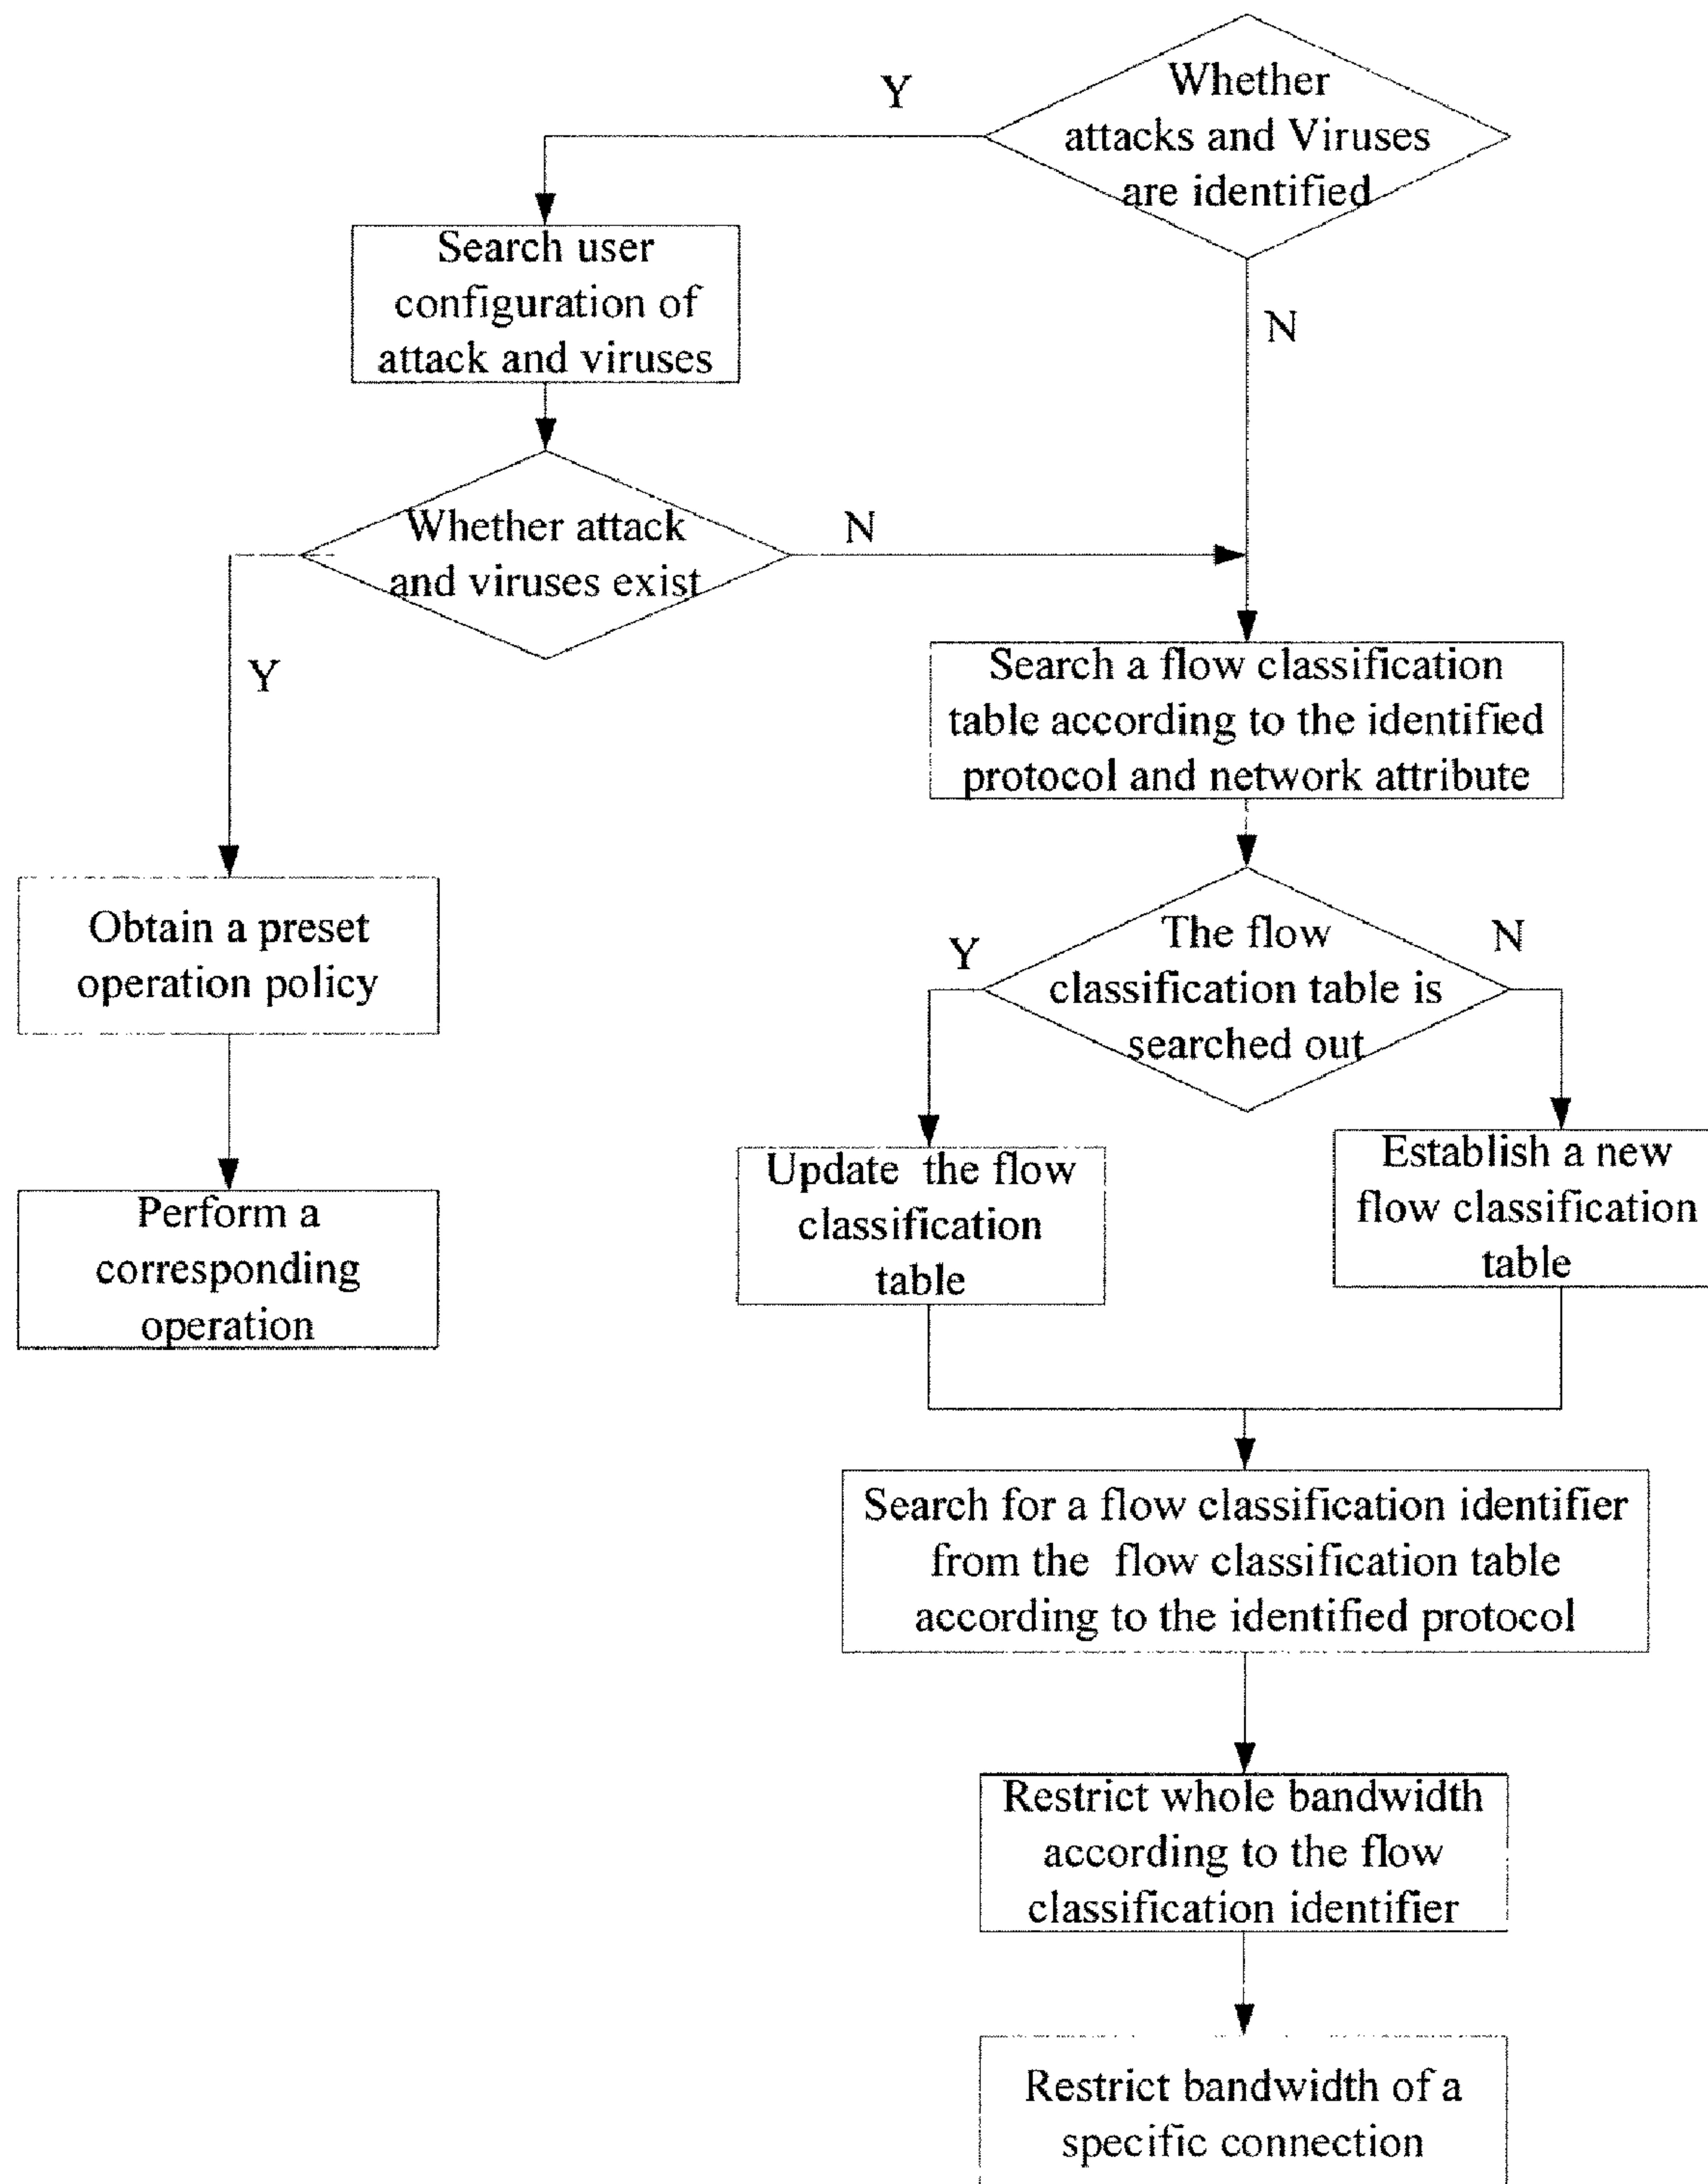 Whether
attacks and Viruses
are identified
Y
N
Search user
configuration of
attack and viruses
Whether attack
and viruses exist
N
Y
Search a flow classification
table according to the identified
protocol and network attribute
Obtain a preset
operation policy
The flow
classification table is
searched out
Y
N
Perform a
corresponding
operation
Update the flow
classification
table
Establish a new
flow classification
table
Search for a flow classification identifier
from the flow classification table
according to the identified protocol
Restrict whole bandwidth
according to the flow
classification identifier
Restrict bandwidth of a
specific connection